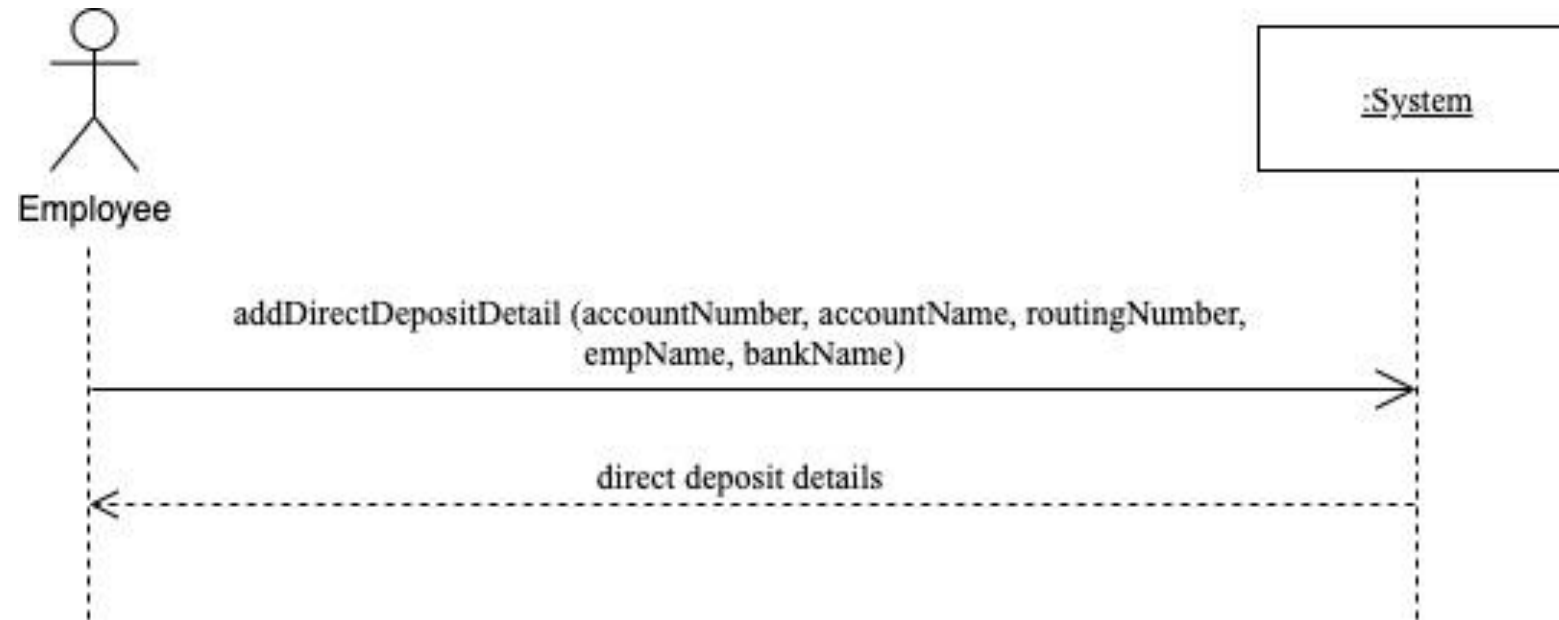 :System
Employee
addDirectDepositDetail (accountNumber, accountName, routingNumber,
empName, bankName)
direct deposit details